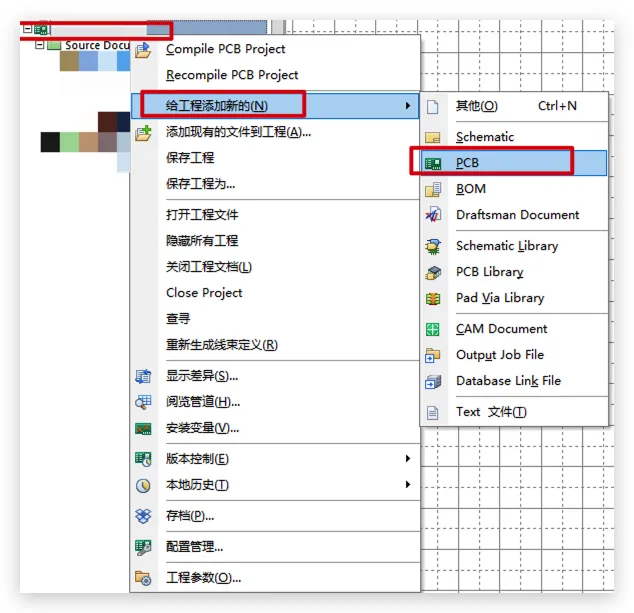 Source Docu
Compile PCB Project
Recompile PCB Project
给工程添加新的(N)
添加现有的文件到工程(A)...
保存工程
保存工程为...
打开工程文件
隐藏所有工程
关闭工程文档(L)
Close Project
查寻
重新生成线束定义(R)
显示差异(S)...
阅览管道(H)...
安装变量(V)...
版本控制(E)
本地历史(T)
存档(P)...
配置管理...
工程参数(O)...
其他(O) Ctrl+N
Schematic
PCB
BOM
Draftsman Document
Schematic Library
PCB Library
Pad Via Library
CAM Document
Output Job File
Database Link File
Text 文件(T)